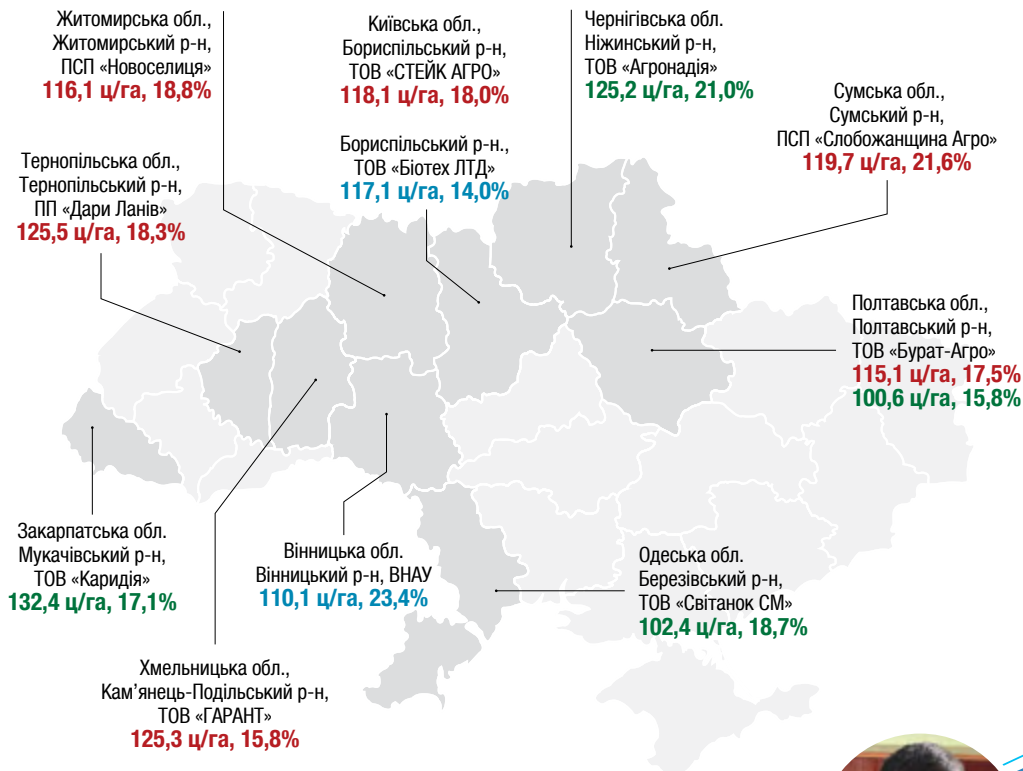 Житомирська обл.,
Житомирський р-н,
ПСП «Новоселиця»
116,1 ц/га, 18,8%
Київська обл.,
Бориспільський р-н,
ТОВ «СТЕЙК АГРО»
118,1 ц/га, 18,0%
Бориспільський р-н.,
ТОВ «Біотех ЛТД»
117,1 ц/га, 14,0%
Чернігівська обл.
Ніжинський р-н,
ТОВ «Агронадія»
125,2 ц/га, 21,0%
Сумська обл.,
Сумський р-н,
ПСП «Слобожанщина Агро»
119,7 ц/га, 21,6%
Тернопільська обл.,
Тернопільський р-н,
ПП «Дари Ланів»
125,5 ц/га, 18,3%
Полтавська обл.,
Полтавський р-н,
ТОВ «Бурат-Агро»
115,1 ц/га, 17,5%
100,6 ц/га, 15,8%
Закарпатська обл.
Мукачівський р-н,
ТОВ «Каридія»
132,4 ц/га, 17,1%
Вінницька обл.
Вінницький р-н, ВНАУ
110,1 ц/га, 23,4%
Одеська обл.
Березівський р-н,
ТОВ «Світанок СМ»
102,4 ц/га, 18,7%
Хмельницька обл.,
Кам’янець-Подільський р-н,
ТОВ «ГАРАНТ»
125,3 ц/га, 15,8%